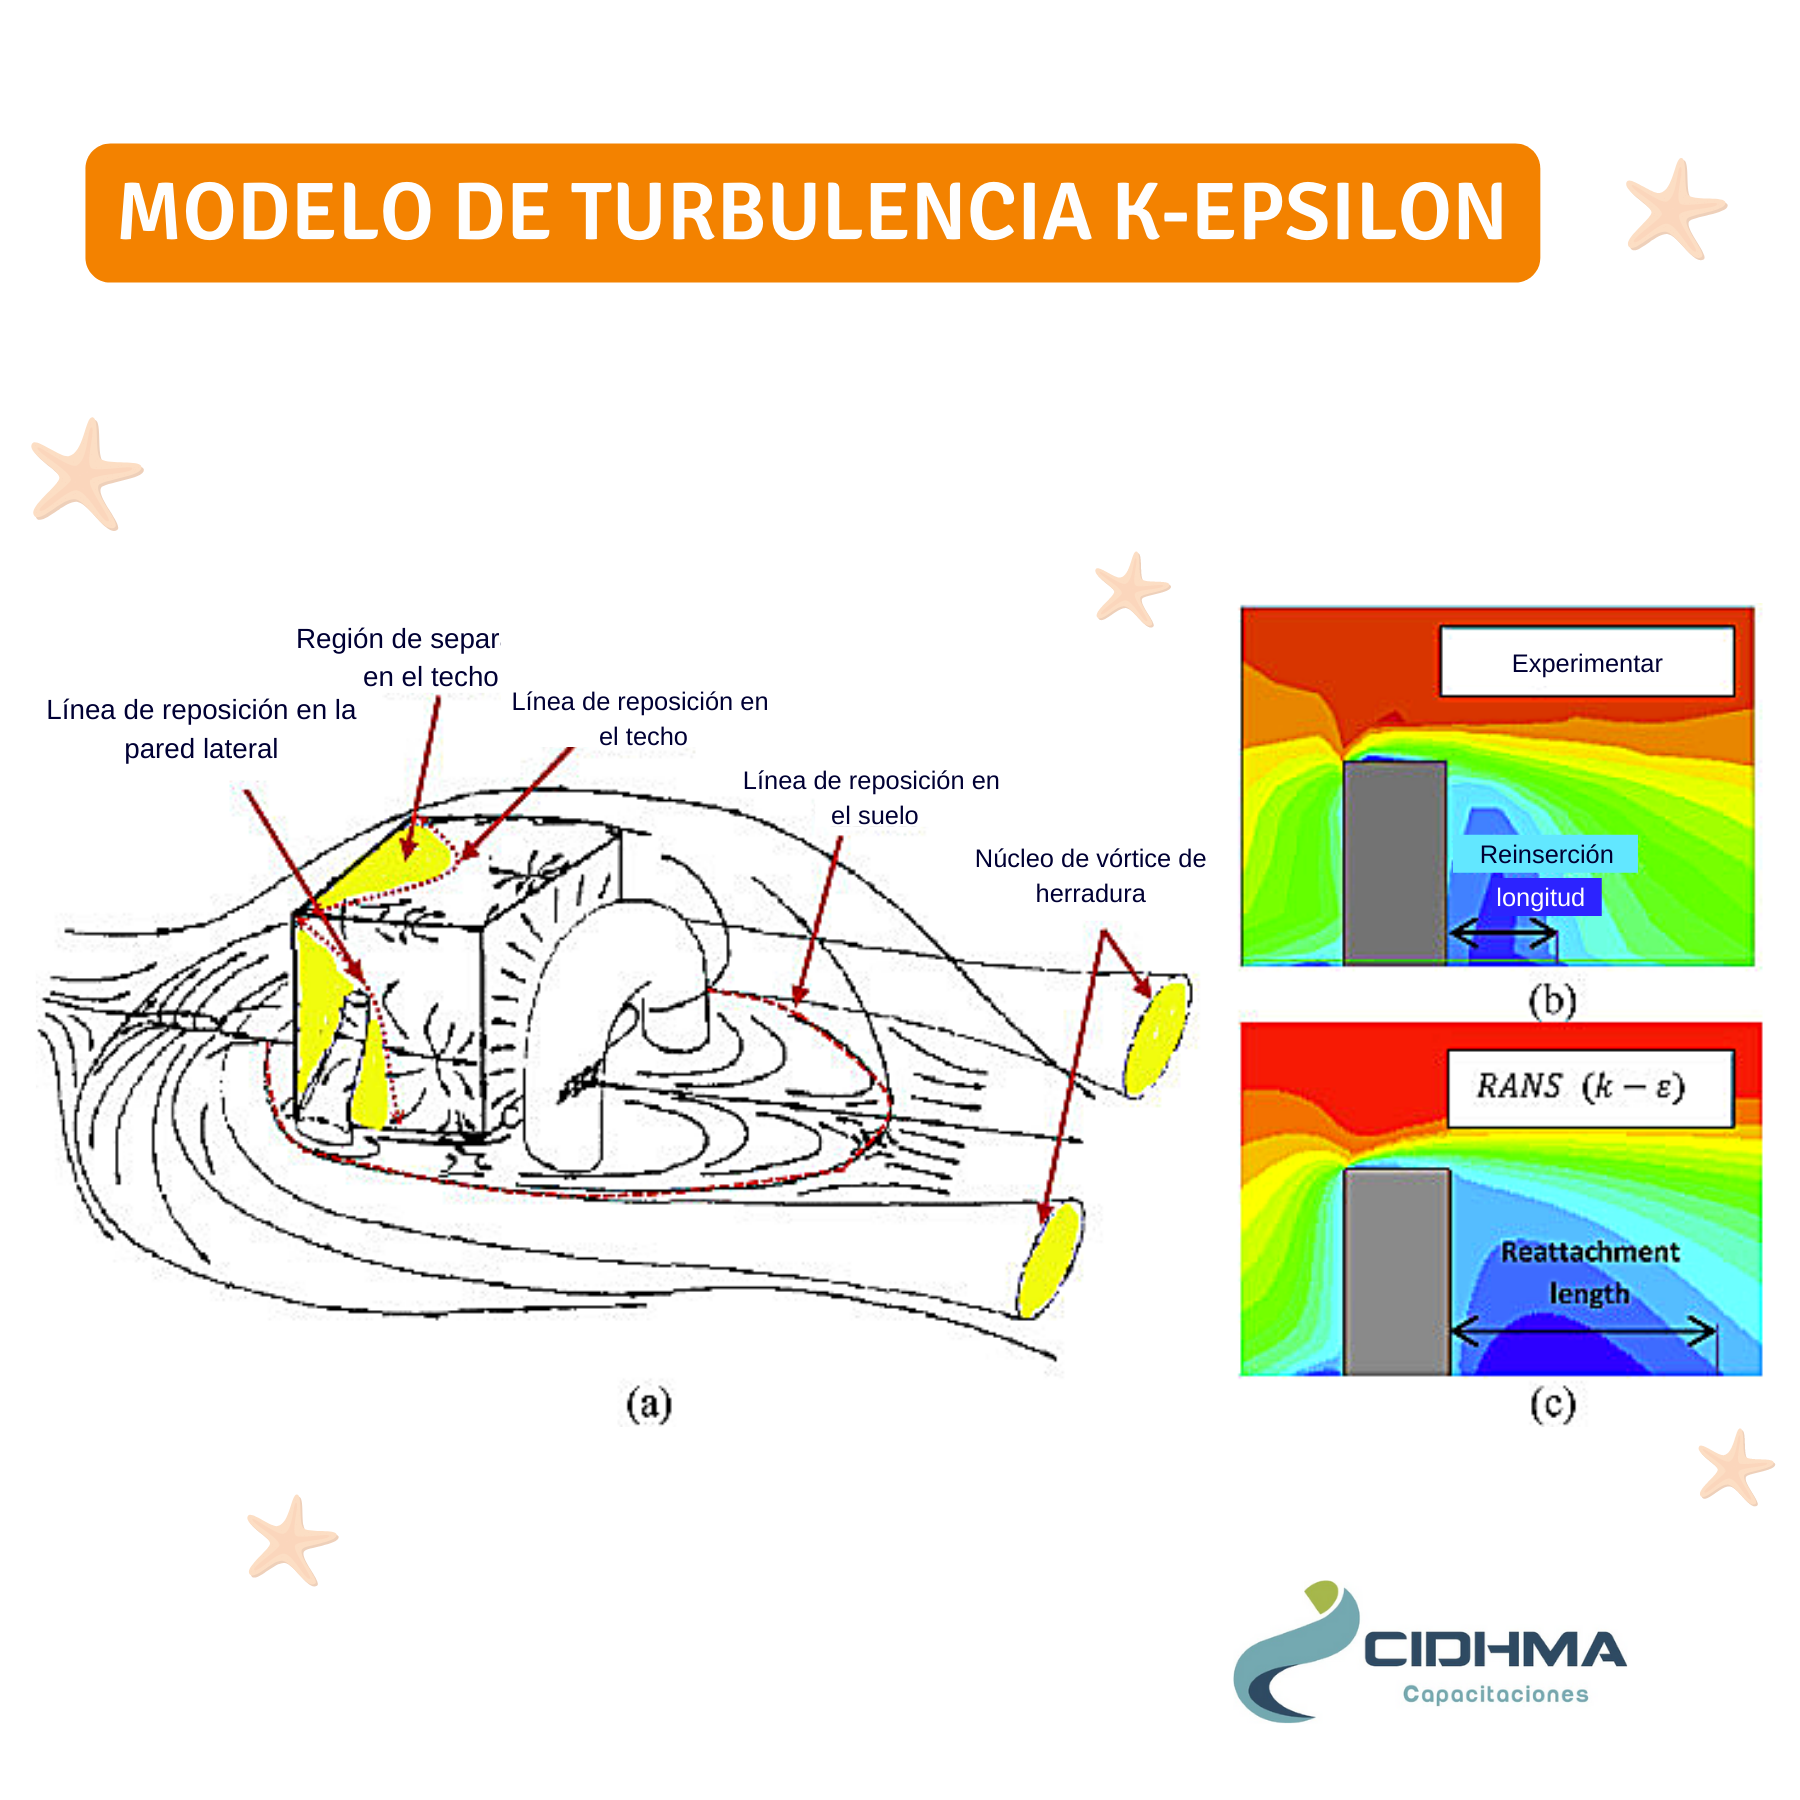 MODELO DE TURBULENCIA K-EPSILON
Región de separ
en el techo
Línea de reposición en la
pared lateral
Línea de reposición en
el techo
Línea de reposición en
el suelo
Núcleo de vórtice de
herradura
(a)
Experimentar
Reinserción
longitud
(b)
RANS (k − ε)
Reattachment
length
(c)
CIDHMA
Capacitaciones